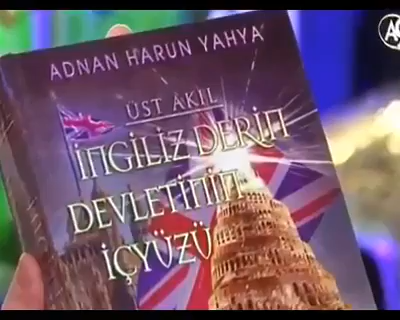 ADNAN HARUN YAHYA
ÜST AKIL
İNGİLİZ DERİN
DEVLETİNİN
İÇYÜZÜ